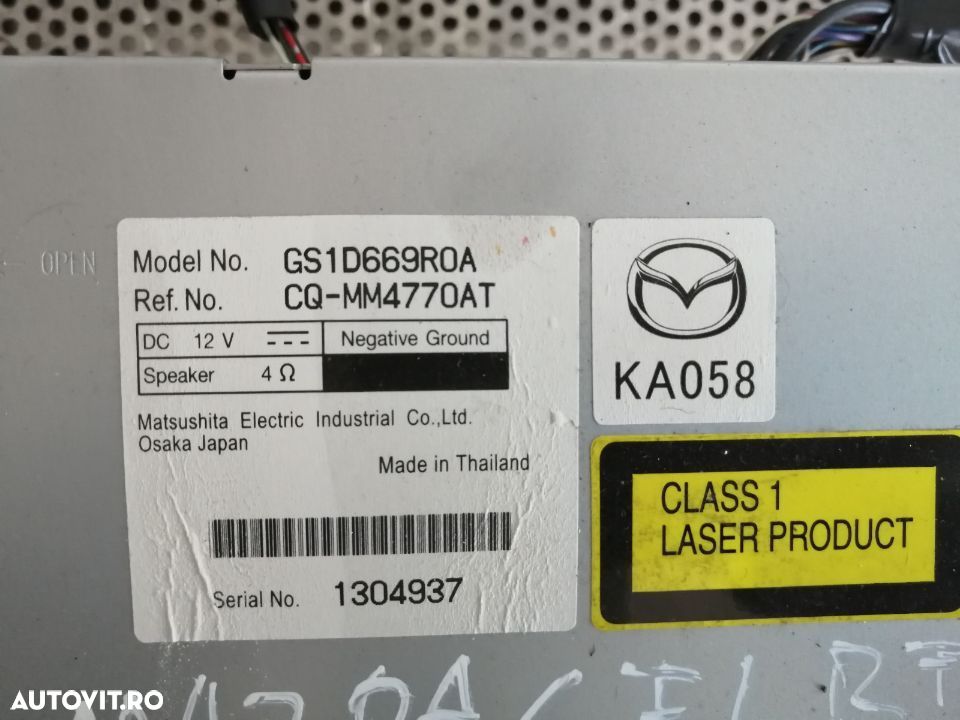 OPEN
Model No. GS1D669R0A
Ref. No. CQ-MM4770AT
DC 12 V Negative Ground
Speaker 4 Ω
Matsushita Electric Industrial Co.,Ltd.
Osaka Japan
Made in Thailand
Serial No. 1304937
KA058
CLASS 1
LASER PRODUCT
AUTOVIT.RO